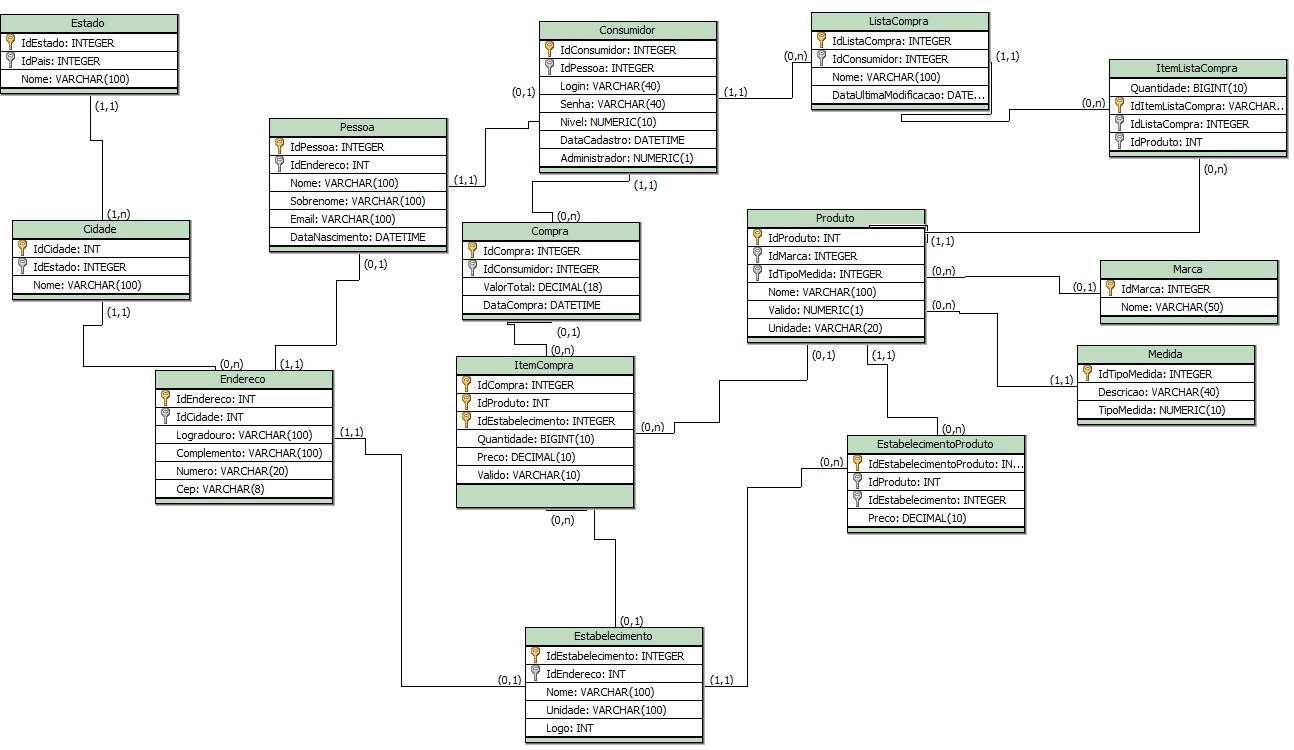 Estado
IdEstado: INTEGER
IdPais: INTEGER
Nome: VARCHAR(100)
(1,1)
(1,n)
Cidade
IdCidade: INT
IdEstado: INTEGER
Nome: VARCHAR(100)
(1,1)
(0,n)
Pessoa
IdPessoa: INTEGER
IdEndereco: INT
Nome: VARCHAR(100)
Sobrenome: VARCHAR(100)
Email: VARCHAR(100)
DataNascimento: DATETIME
(1,1)
(0,1)
(0,1)
(1,1)
Endereco
IdEndereco: INT
IdCidade: INT
Logradouro: VARCHAR(100)
Complemento: VARCHAR(100)
Numero: VARCHAR(20)
Cep: VARCHAR(8)
(1,1)
(0,1)
Consumidor
IdConsumidor: INTEGER
IdPessoa: INTEGER
Login: VARCHAR(40)
Senha: VARCHAR(40)
Nivel: NUMERIC(10)
DataCadastro: DATETIME
Administrador: NUMERIC(1)
(1,1)
(0,n)
(1,1)
(0,n)
Compra
IdCompra: INTEGER
IdConsumidor: INTEGER
ValorTotal: DECIMAL(18)
DataCompra: DATETIME
(0,1)
(0,n)
ItemCompra
IdCompra: INTEGER
IdProduto: INT
IdEstabelecimento: INTEGER
Quantidade: BIGINT(10)
Preco: DECIMAL(10)
Valido: VARCHAR(10)
(0,n)
(0,n)
(0,1)
Estabelecimento
IdEstabelecimento: INTEGER
IdEndereco: INT
Nome: VARCHAR(100)
Unidade: VARCHAR(100)
Logo: INT
(1,1)
(0,n)
ListaCompra
IdListaCompra: INTEGER
IdConsumidor: INTEGER
Nome: VARCHAR(100)
DataUltimaModificacao: DATE...
(1,1)
(0,n)
ItemListaCompra
Quantidade: BIGINT(10)
IdItemListaCompra: VARCHAR...
IdListaCompra: INTEGER
IdProduto: INT
(0,n)
(1,1)
Produto
IdProduto: INT
IdMarca: INTEGER
IdTipoMedida: INTEGER
Nome: VARCHAR(100)
Valido: NUMERIC(1)
Unidade: VARCHAR(20)
(0,n)
(0,1)
(0,n)
(1,1)
(0,1)
(1,1)
(0,n)
Marca
IdMarca: INTEGER
Nome: VARCHAR(50)
Medida
IdTipoMedida: INTEGER
Descricao: VARCHAR(40)
TipoMedida: NUMERIC(10)
EstabelecimentoProduto
IdEstabelecimentoProduto: IN...
IdProduto: INT
IdEstabelecimento: INTEGER
Preco: DECIMAL(10)